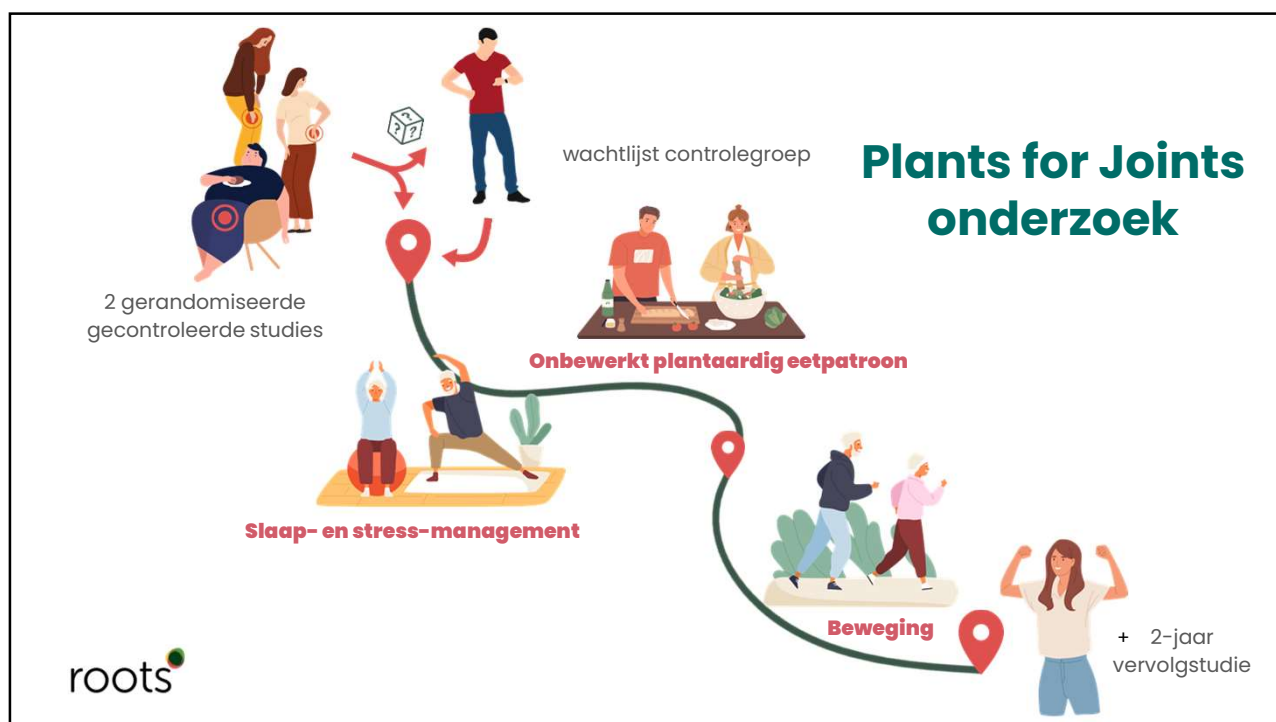 Plants for Joints
onderzoek
wachtlijst controlegroep
2 gerandomiseerde
gecontroleerde studies
Onbewerkt plantaardig eetpatroon
Slaap- en stress-management
Beweging
+ 2-jaar
vervolgstudie
roots
? ? ?